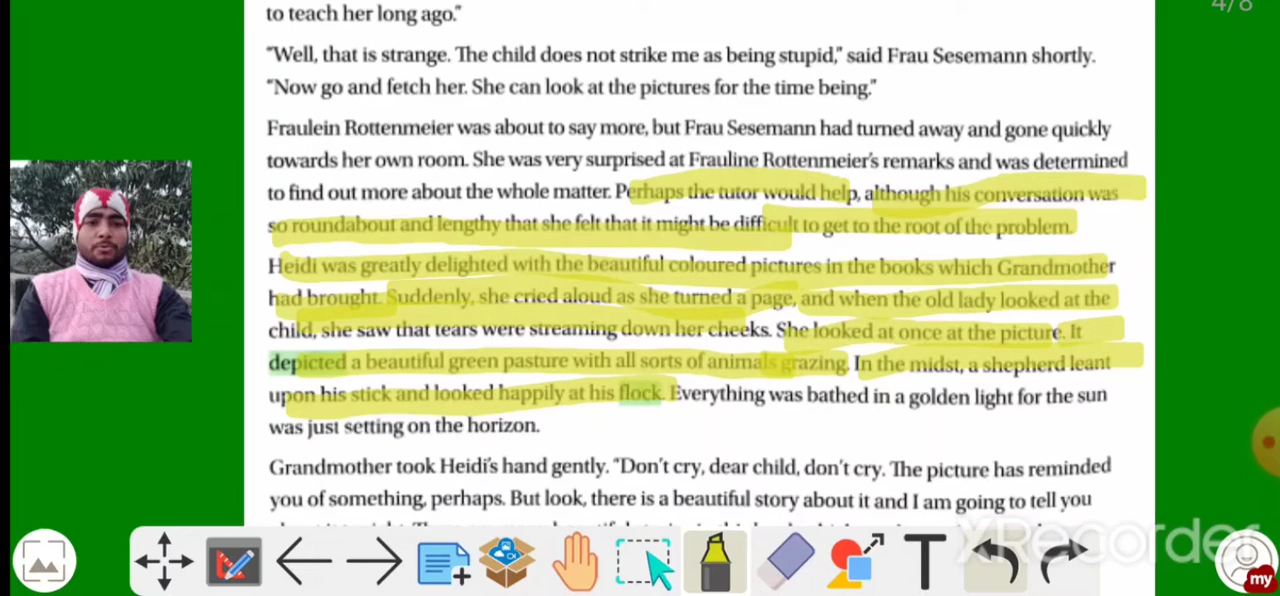 4/8
to teach her long ago."
"Well, that is strange. The child does not strike me as being stupid," said Frau Sesemann shortly.
"Now go and fetch her. She can look at the pictures for the time being."
Fraulein Rottenmeier was about to say more, but Frau Sesemann had turned away and gone quickly
towards her own room. She was very surprised at Frauline Rottenmeier's remarks and was determined
to find out more about the whole matter. Perhaps the tutor would help, although his conversation was
so roundabout and lengthy that she felt that it might be difficult to get to the root of the problem.
Heidi was greatly delighted with the beautiful coloured pictures in the books which Grandmother
had brought. Suddenly, she cried aloud as she turned a page, and when the old lady looked at the
child, she saw that tears were streaming down her cheeks. She looked at once at the picture. It
depicted a beautiful green pasture with all sorts of animals grazing. In the midst, a shepherd leant
upon his stick and looked happily at his flock. Everything was bathed in a golden light for the sun
was just setting on the horizon.
Grandmother took Heidi's hand gently. "Don't cry, dear child, don't cry. The picture has reminded
you of something, perhaps. But look, there is a beautiful story about it and I am going to tell you
XRecorder
T
my